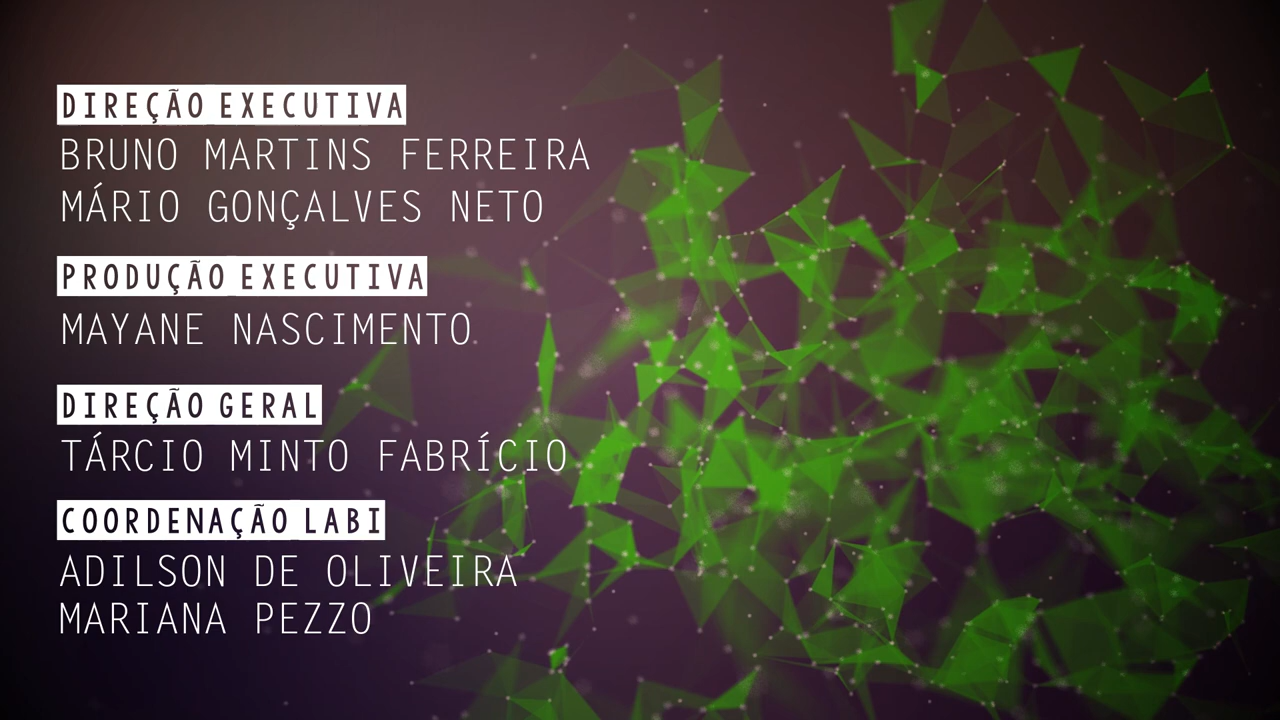 DIREÇÃO EXECUTIVA
BRUNO MARTINS FERREIRA
MÁRIO GONÇALVES NETO
PRODUÇÃO EXECUTIVA
MAYANE NASCIMENTO
DIREÇÃO GERAL
TÁRCIO MINTO FABRÍCIO
COORDENAÇÃO LABI
ADILSON DE OLIVEIRA
MARIANA PEZZO